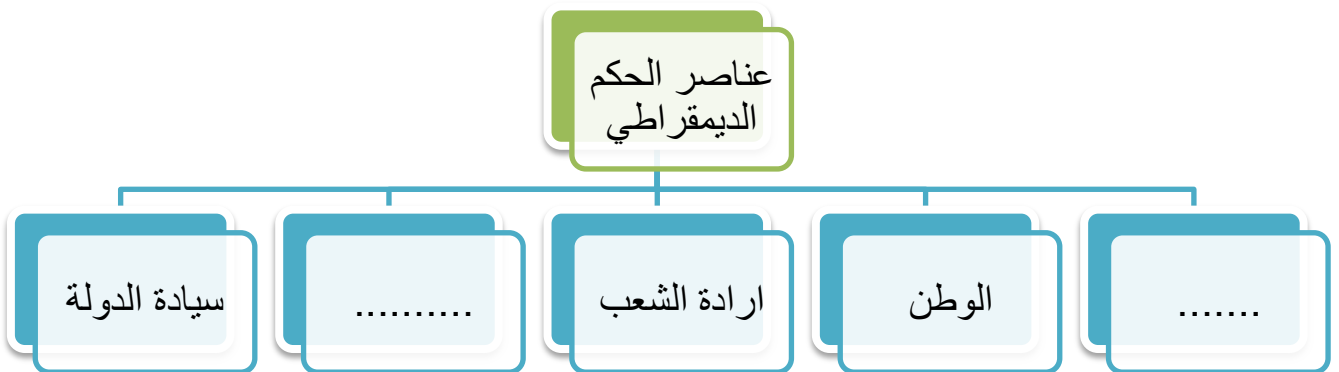 عناصر الحكم
الديمقراطي
.......
الوطن
ارادة الشعب
..........
سيادة الدولة